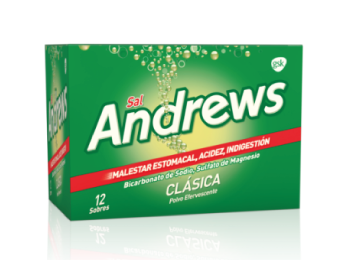 gsk
Sal
Andrews
MALESTAR ESTOMACAL, ACIDEZ, INDIGESTIÓN
Bicarbonato de Sodio, Sulfato de Magnesio
CLÁSICA
Polvo Efervescente
12
Sobres